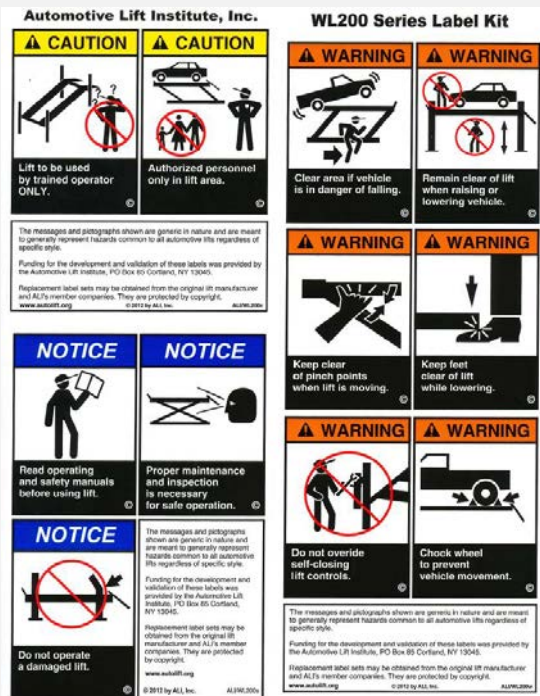 Automotive Lift Institute, Inc.
WL200 Series Label Kit
CAUTION
Lift to be used
by trained operator
ONLY.
©
CAUTION
Authorized personnel
only in lift area.
©
The messages and pictographs shown are generic in nature and are meant
to generally represent hazards common to all automotive lifts regardless of
specific style.
Funding for the development and validation of these labels was provided by
the Automotive Lift Institute, PO Box 85 Cortland, NY 13045.
Replacement label sets may be obtained from the original lift manufacturer
and ALI's member companies. They are protected by copyright.
www.autolift.org
© 2012 by ALI, Inc.
NOTICE
Read operating
and safety manuals
before using lift.
©
NOTICE
Proper maintenance
and inspection
is necessary
for safe operation.
©
NOTICE
Do not operate
a damaged lift.
©
The messages and pictographs
shown are generic in nature and
are meant to generally represent
hazards common to all automotive
lifts regardless of specific style.
Funding for the development and
validation of these labels was
provided by the Automotive Lift
Institute, PO Box 85 Cortland,
NY 13045.
Replacement label sets may be
obtained from the original lift
manufacturer and ALI's member
companies. They are protected
by copyright.
www.autolift.org
© 2012 by ALI, Inc.
WARNING
Clear area if vehicle
is in danger of falling.
©
WARNING
Remain clear of lift
when raising or
lowering vehicle.
©
WARNING
Keep clear
of pinch points
when lift is moving.
©
WARNING
Keep feet
clear of lift
while lowering.
©
WARNING
Do not overide
self-closing
lift controls.
©
WARNING
Chock wheel
to prevent
vehicle movement.
©
The messages and pictographs shown are generic in nature and are meant
to generally represent hazards common to all automotive lifts regardless of
specific style.
Funding for the development and validation of these labels was provided by
the Automotive Lift Institute, PO Box 85 Cortland, NY 13045.
Replacement label sets may be obtained from the original lift manufacturer
and ALI's member companies. They are protected by copyright.
www.autolift.org
© 2012 by ALI, Inc.